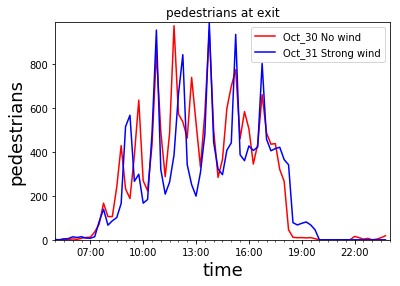 pedestrians at exit
Oct_30 No wind
Oct_31 Strong wind
800
600
400
200
0
pedestrians
07:00 10:00 13:00 16:00 19:00 22:00
time